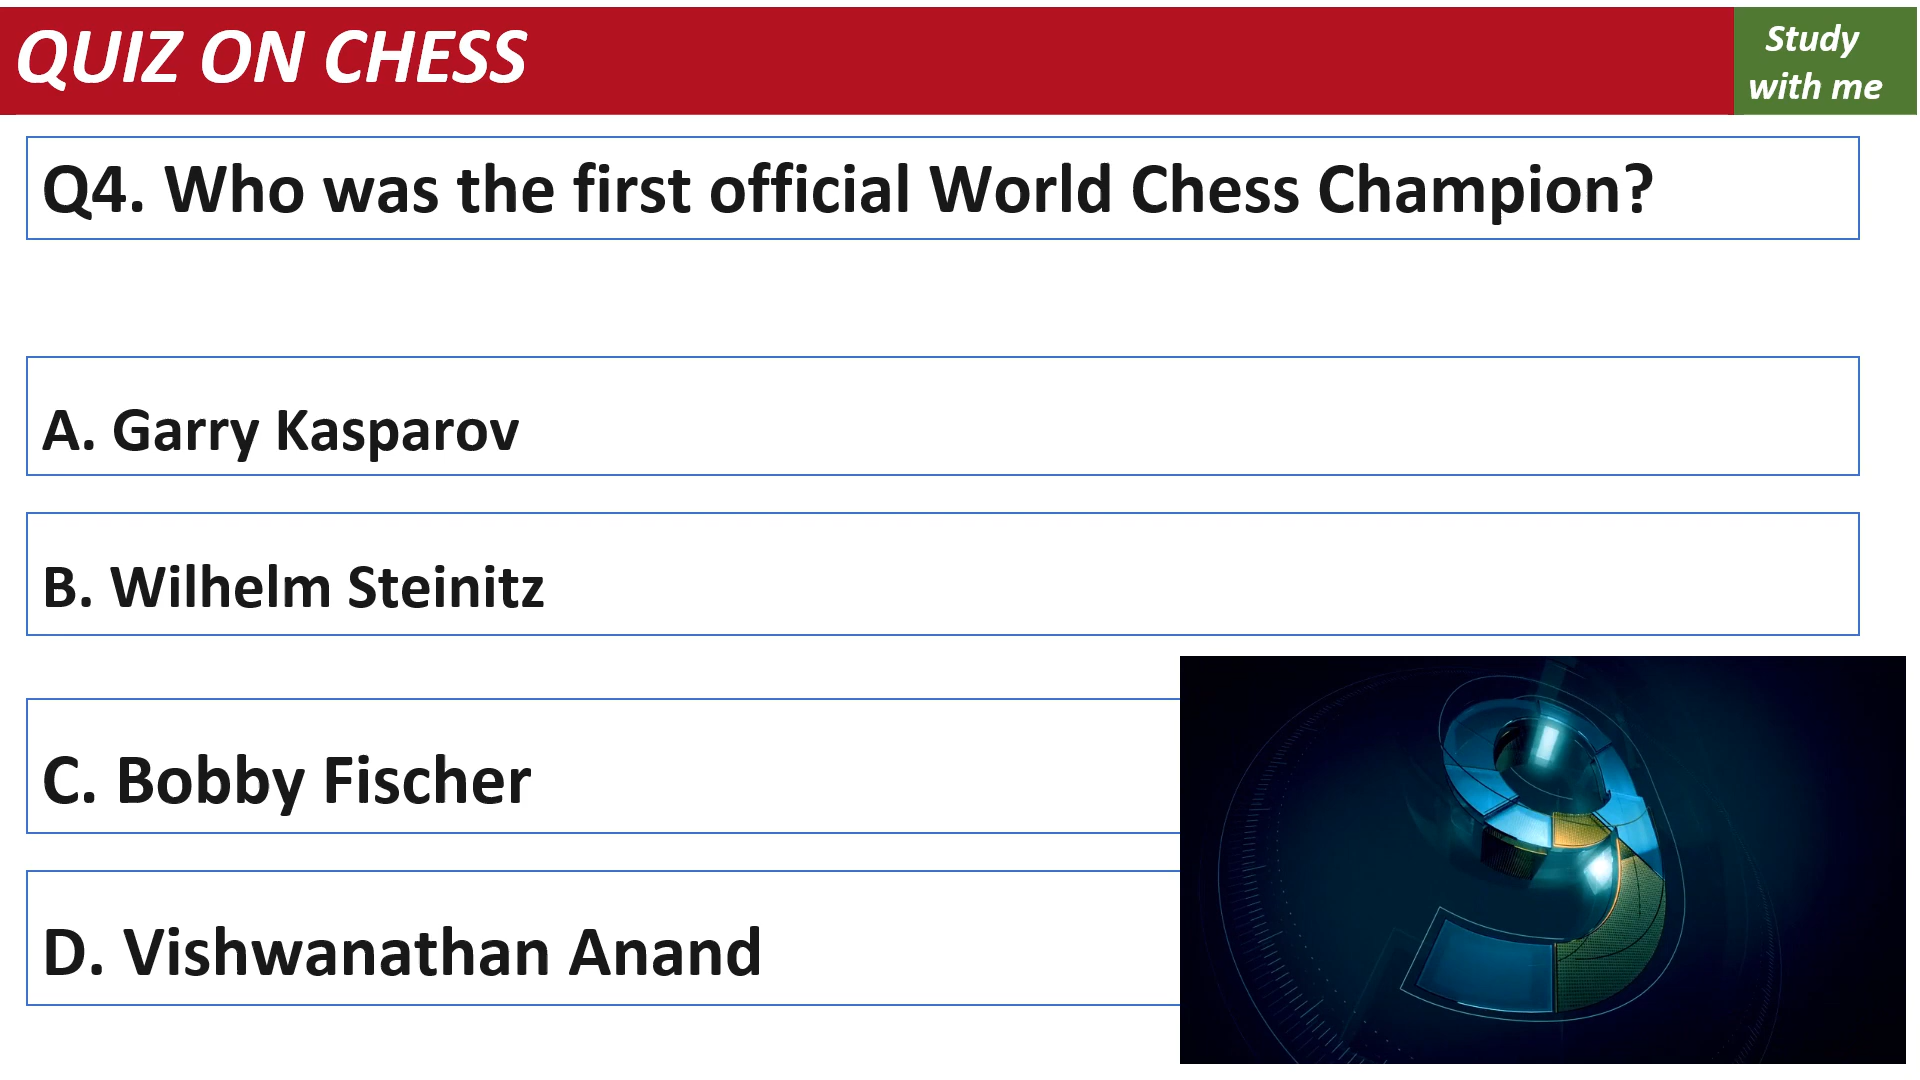 QUIZ ON CHESS
Study
with me
Q4. Who was the first official World Chess Champion?
A. Garry Kasparov
B. Wilhelm Steinitz
C. Bobby Fischer
D. Vishwanathan Anand
9